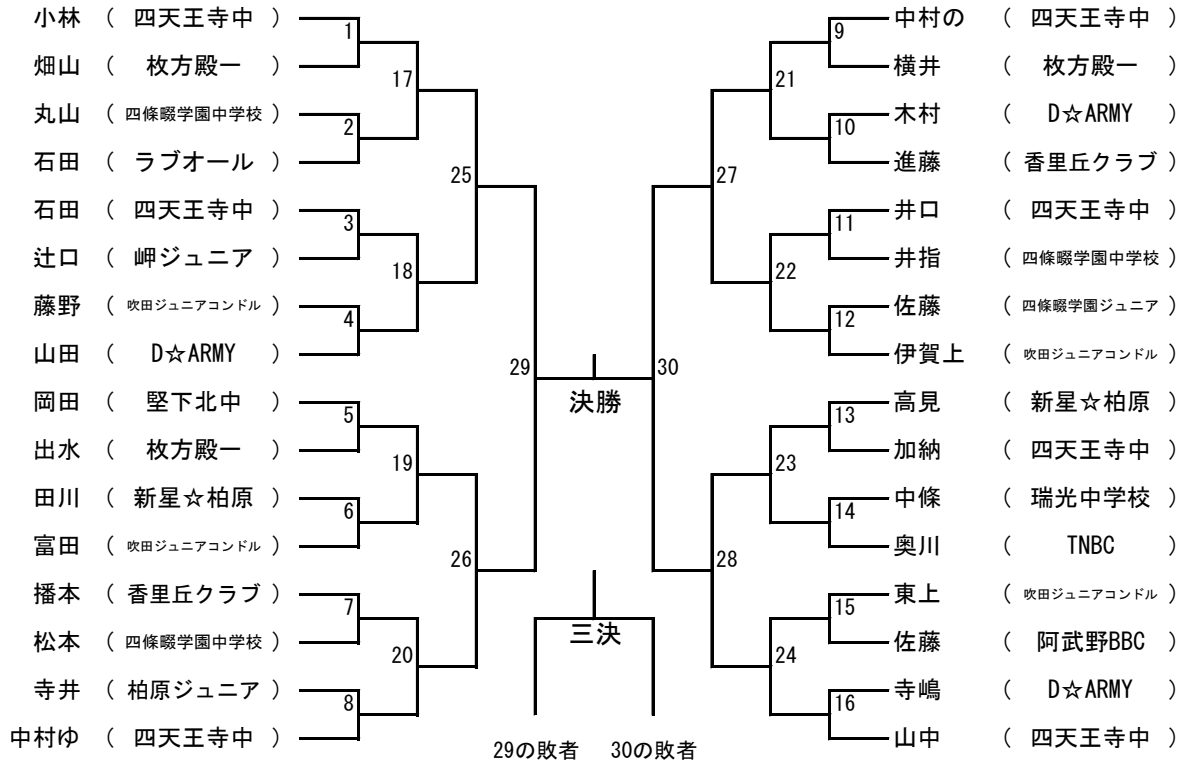 小林 （ 四天王寺中 ）
1
畑山 （ 枚方殿一 ）
17
丸山 （ 四條畷学園中学校 ）
2
石田 （ ラブオール ）
25
石田 （ 四天王寺中 ）
3
辻口 （ 岬ジュニア ）
18
藤野 （ 吹田ジュニアコンドル ）
4
山田 （ D☆ARMY ）
29
岡田 （ 堅下北中 ）
5
出水 （ 枚方殿一 ）
19
田川 （ 新星☆柏原 ）
6
富田 （ 吹田ジュニアコンドル ）
26
播本 （ 香里丘クラブ ）
7
松本 （ 四條畷学園中学校 ）
20
寺井 （ 柏原ジュニア ）
8
中村ゆ （ 四天王寺中 ）
決勝
三決
29の敗者 30の敗者
中村の （ 四天王寺中 ）
9
横井 （ 枚方殿一 ）
21
木村 （ D☆ARMY ）
10
進藤 （ 香里丘クラブ ）
27
井口 （ 四天王寺中 ）
11
井指 （ 四條畷学園中学校 ）
22
佐藤 （ 四條畷学園ジュニア ）
12
伊賀上 （ 吹田ジュニアコンドル ）
30
高見 （ 新星☆柏原 ）
13
加納 （ 四天王寺中 ）
23
中條 （ 瑞光中学校 ）
14
奥川 （ TNBC ）
28
東上 （ 吹田ジュニアコンドル ）
15
佐藤 （ 阿武野BBC ）
24
寺嶋 （ D☆ARMY ）
16
山中 （ 四天王寺中 ）